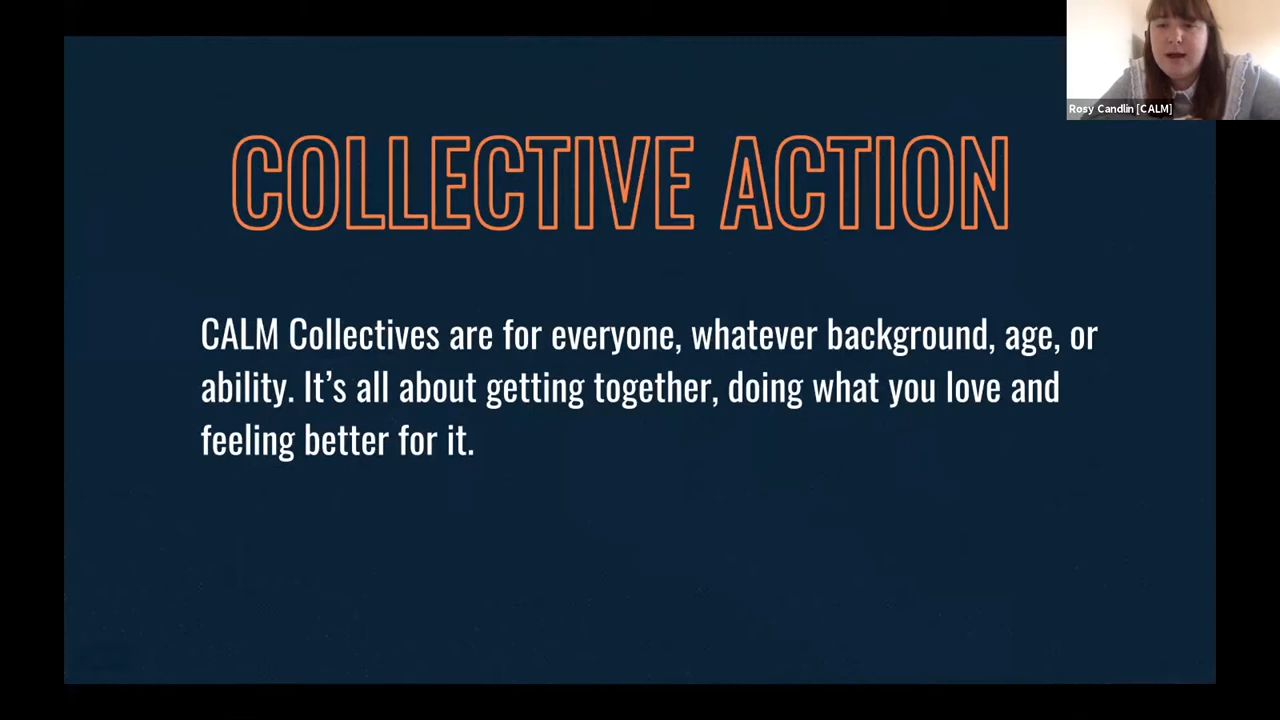 Rosy Candlin [CALM]
COLLECTIVE ACTION
CALM Collectives are for everyone, whatever background, age, or
ability. It’s all about getting together, doing what you love and
feeling better for it.